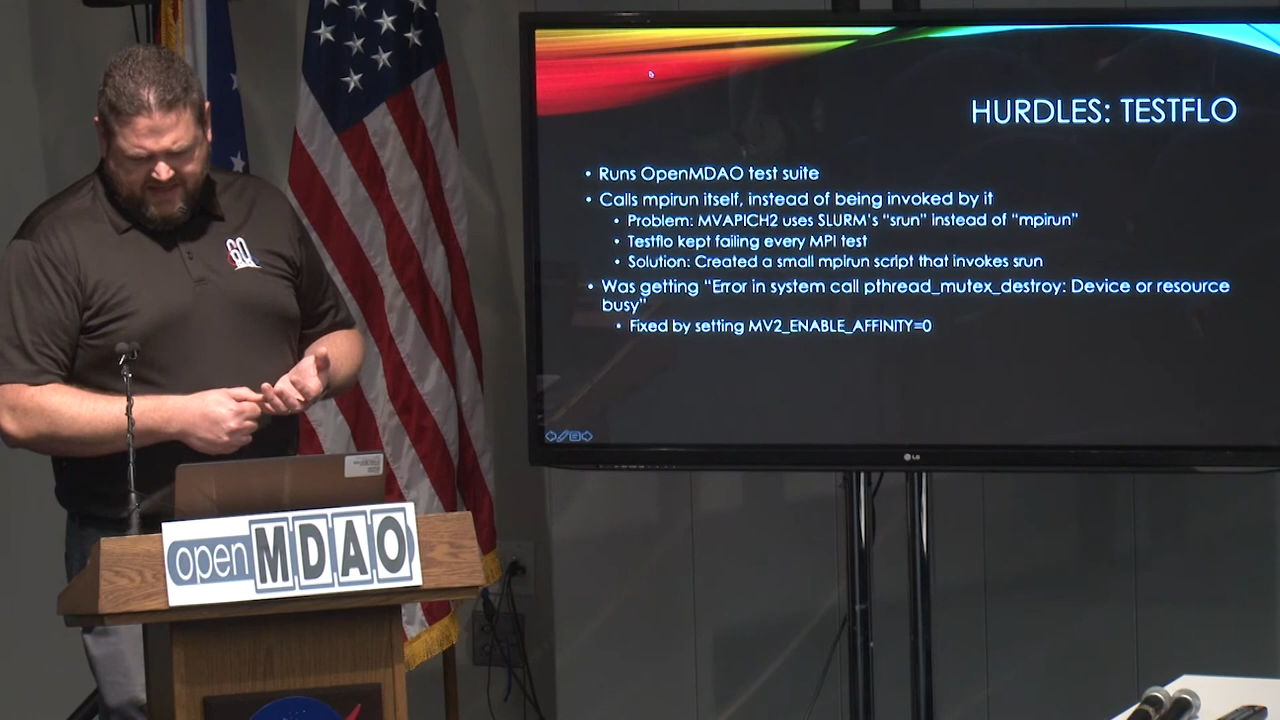 HURDLES: TESTFLO
• Runs OpenMDAO test suite
• Calls mpirun itself, instead of being invoked by it
• Problem: MVAPICH2 uses SLURM's "srun" instead of "mpirun"
• Testflo kept failing every MPI test
• Solution: Created a small mpirun script that invokes srun
• Was getting "Error in system call pthread_mutex_destroy: Device or resource
busy"
• Fixed by setting MV2_ENABLE_AFFINITY=0
LG
60
openMDAO